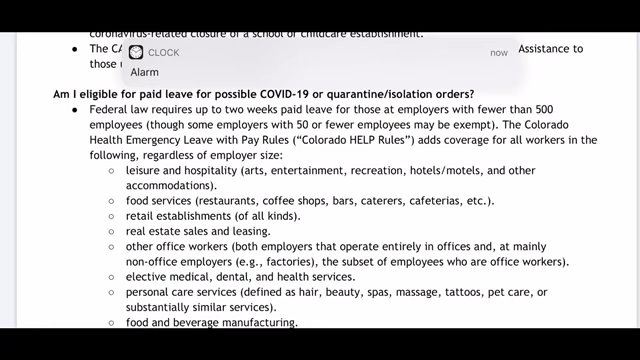 coronavirus-related closure of a school or childcare establishment.
● The CA
CLOCK
now
Alarm
Assistance to
those
Am I eligible for paid leave for possible COVID-19 or quarantine/isolation orders?
● Federal law requires up to two weeks paid leave for those at employers with fewer than 500
employees (though some employers with 50 or fewer employees may be exempt). The Colorado
Health Emergency Leave with Pay Rules (“Colorado HELP Rules”) adds coverage for all workers in the
following, regardless of employer size:
○ leisure and hospitality (arts, entertainment, recreation, hotels/motels, and other
accommodations).
○ food services (restaurants, coffee shops, bars, caterers, cafeterias, etc.).
○ retail establishments (of all kinds).
○ real estate sales and leasing.
○ other office workers (both employers that operate entirely in offices and, at mainly
non-office employers (e.g., factories), the subset of employees who are office workers).
○ elective medical, dental, and health services.
○ personal care services (defined as hair, beauty, spas, massage, tattoos, pet care, or
substantially similar services).
○ food and beverage manufacturing.